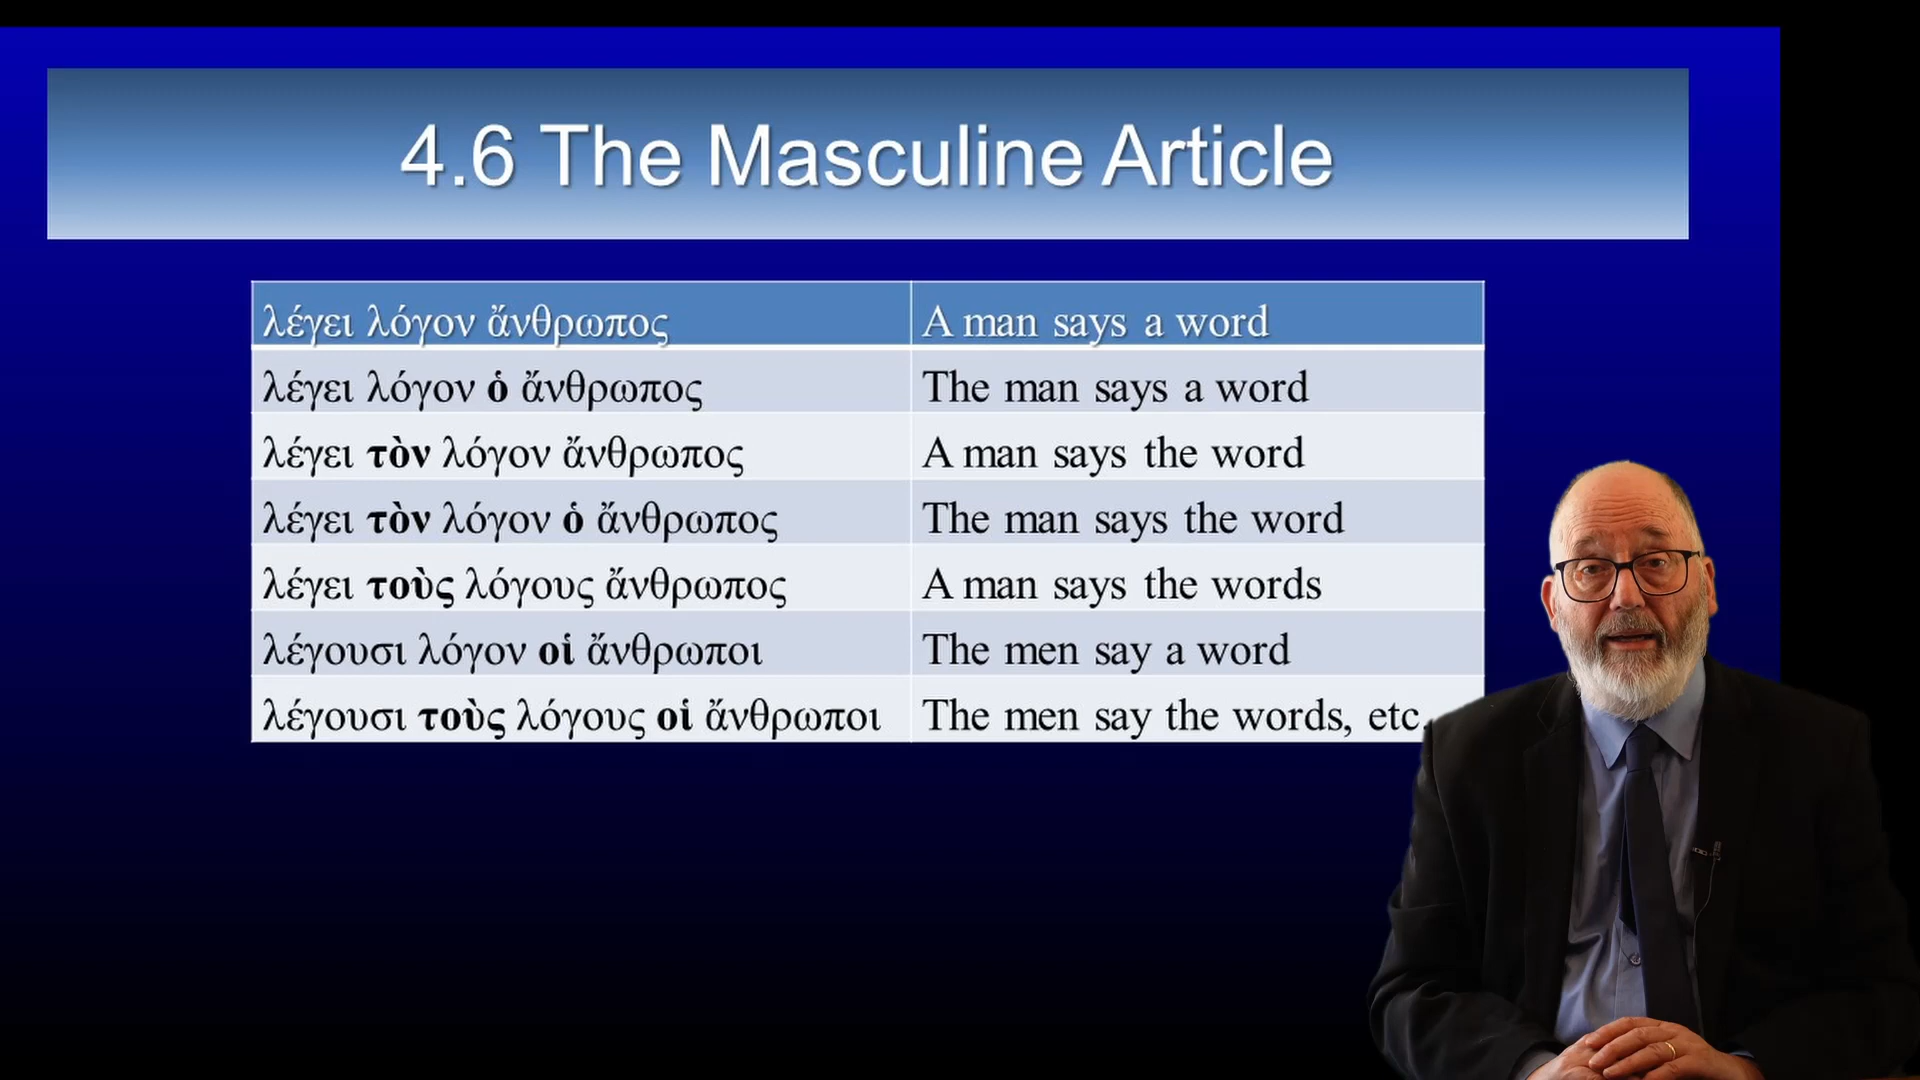 4.6 The Masculine Article
λέγει λόγον ἄνθρωπος A man says a word
λέγει λόγον ὁ ἄνθρωπος The man says a word
λέγει τὸν λόγον ἄνθρωπος A man says the word
λέγει τὸν λόγον ὁ ἄνθρωπος The man says the word
λέγει τοὺς λόγους ἄνθρωπος A man says the words
λέγουσι λόγον οἱ ἄνθρωποι The men say a word
λέγουσι τοὺς λόγους οἱ ἄνθρωποι The men say the words, etc.